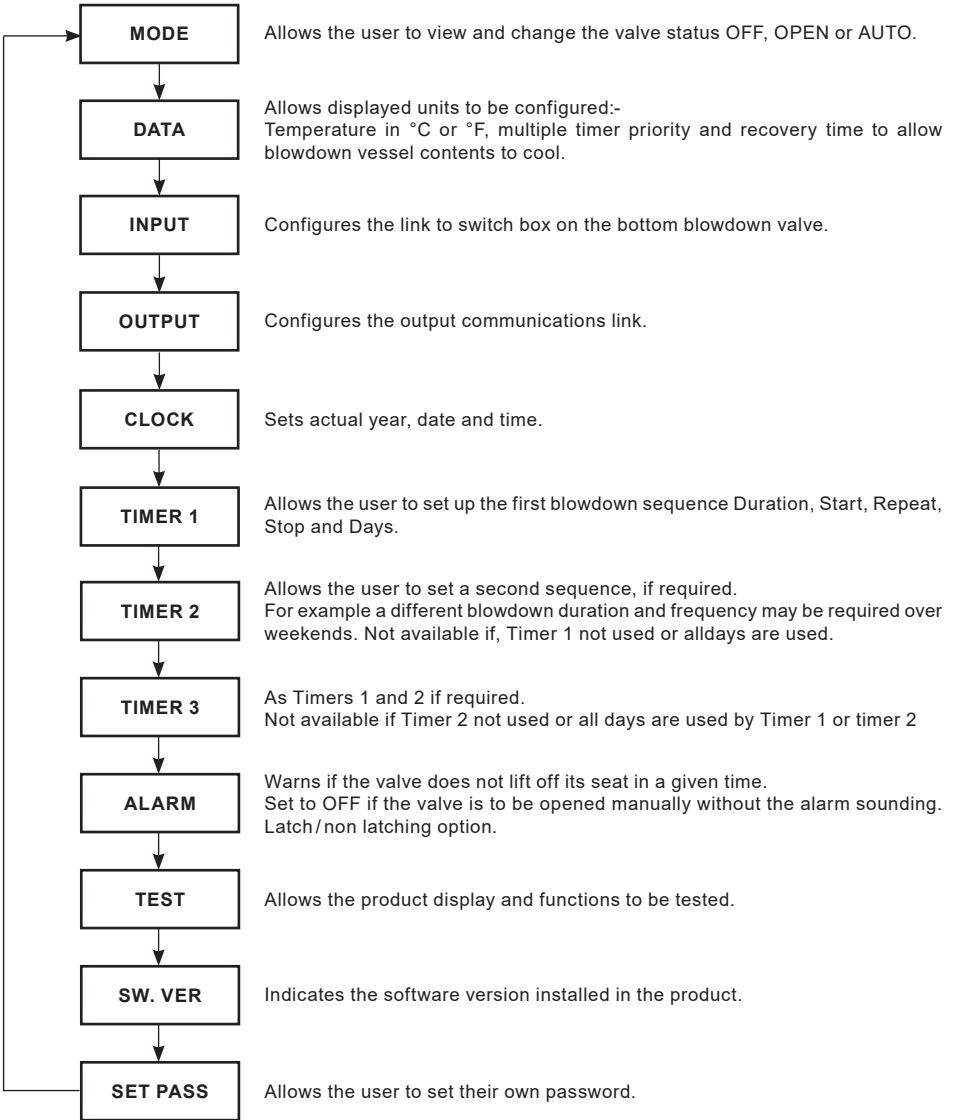 MODE
Allows the user to view and change the valve status OFF, OPEN or AUTO.
DATA
Allows displayed units to be configured:-
Temperature in °C or °F, multiple timer priority and recovery time to allow
blowdown vessel contents to cool.
INPUT
Configures the link to switch box on the bottom blowdown valve.
OUTPUT
Configures the output communications link.
CLOCK
Sets actual year, date and time.
TIMER 1
Allows the user to set up the first blowdown sequence Duration, Start, Repeat,
Stop and Days.
TIMER 2
Allows the user to set a second sequence, if required.
For example a different blowdown duration and frequency may be required over
weekends. Not available if, Timer 1 not used or alldays are used.
TIMER 3
As Timers 1 and 2 if required.
Not available if Timer 2 not used or all days are used by Timer 1 or timer 2
ALARM
Warns if the valve does not lift off its seat in a given time.
Set to OFF if the valve is to be opened manually without the alarm sounding.
Latch/non latching option.
TEST
Allows the product display and functions to be tested.
SW. VER
Indicates the software version installed in the product.
SET PASS
Allows the user to set their own password.